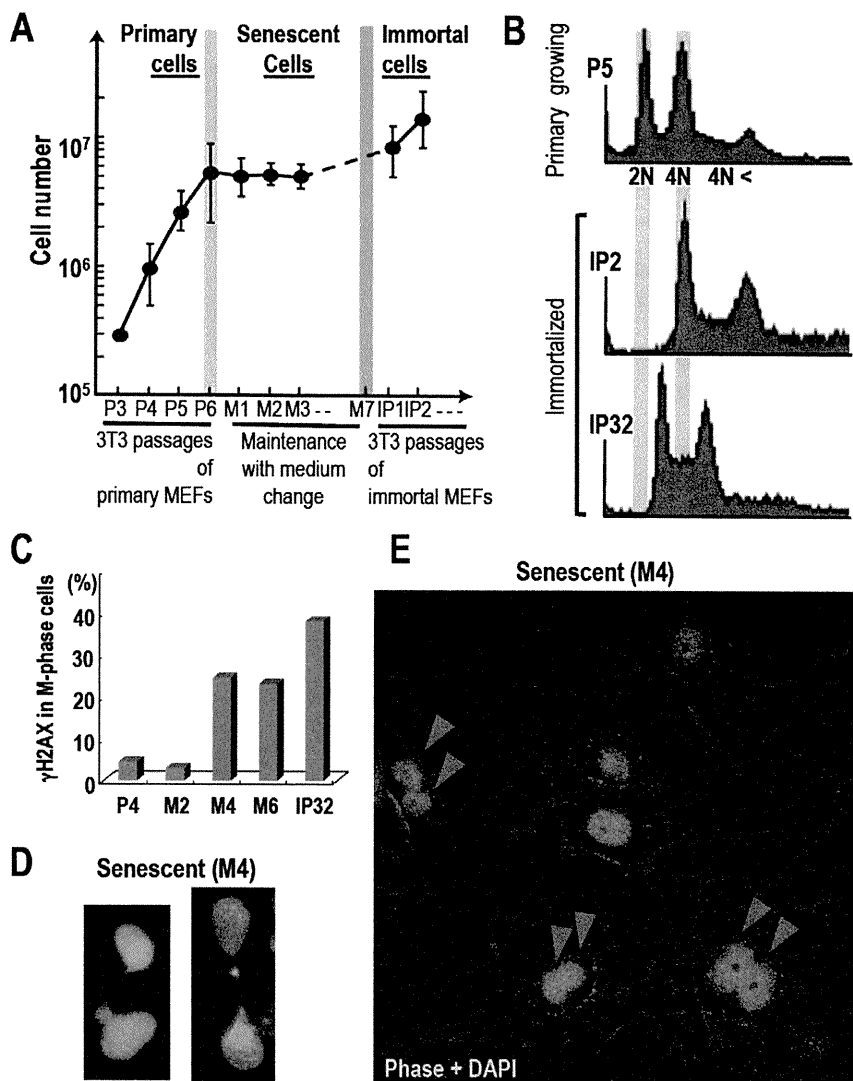 A
Primary cells
Senescent Cells
Immortal cells
Cell number
10^7
10^6
10^5
P3 P4 P5 P6 M1 M2 M3 -- M7 IP1 IP2 ---
3T3 passages of primary MEFs
Maintenance with medium change
3T3 passages of immortal MEFs
B
Primary growing
P5
2N 4N 4N <
Immortalized
IP2
IP32
C
(%)
γH2AX in M-phase cells
40
30
20
10
0
P4 M2 M4 M6 IP32
D
Senescent (M4)
E
Senescent (M4)
Phase + DAPI